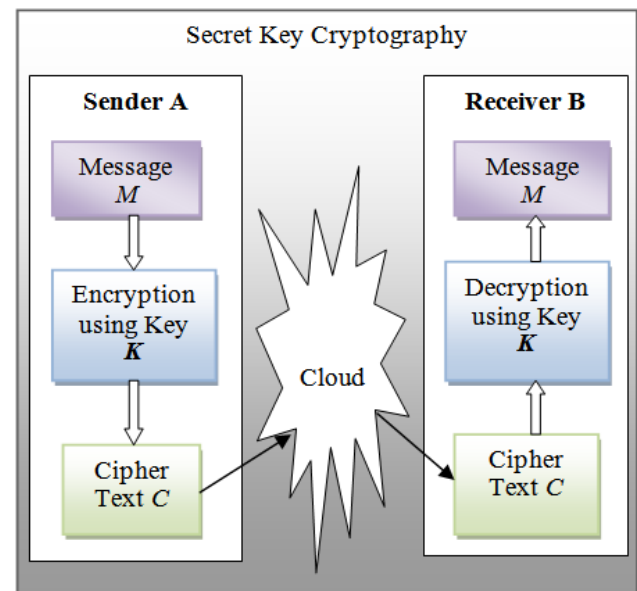 Secret Key Cryptography
Sender A
Message
M
Encryption
using Key
K
Cipher
Text C
Cloud
Receiver B
Message
M
Decryption
using Key
K
Cipher
Text C